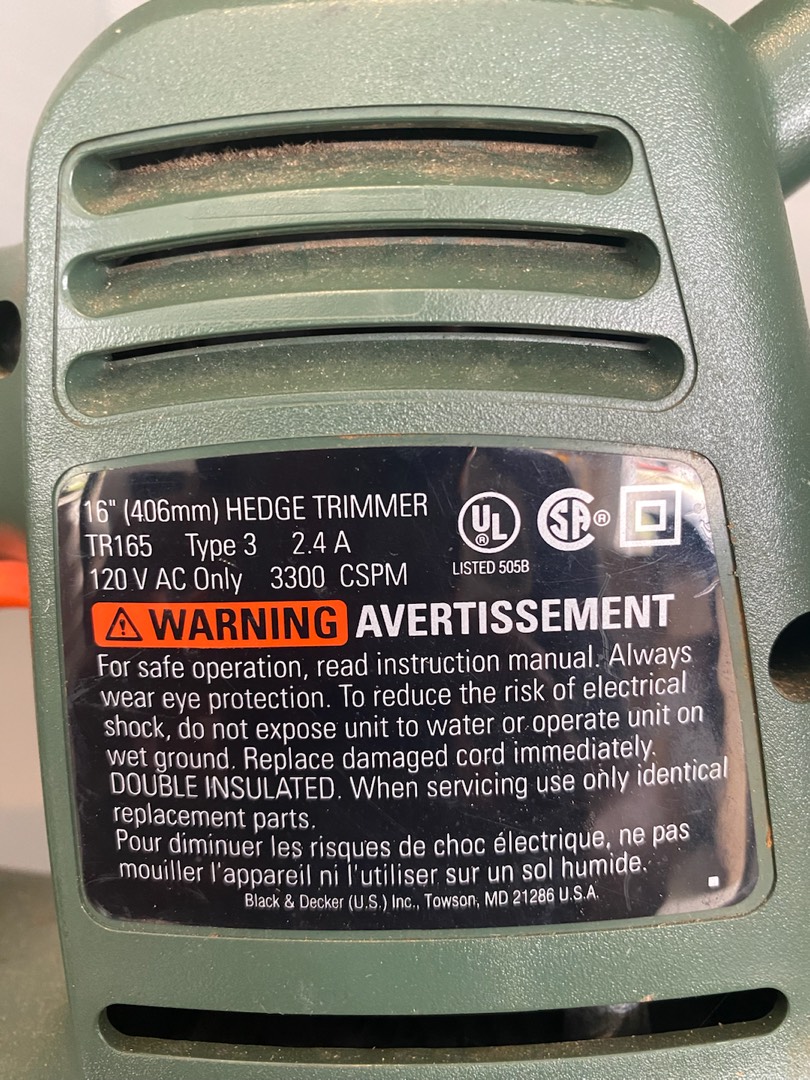 16" (406mm) HEDGE TRIMMER
TR165 Type 3 2.4 A
120 V AC Only 3300 CSPM
UL ®
LISTED 505B
SA ®
WARNING AVERTISSEMENT
For safe operation, read instruction manual. Always
wear eye protection. To reduce the risk of electrical
shock, do not expose unit to water or operate unit on
wet ground. Replace damaged cord immediately.
DOUBLE INSULATED. When servicing use only identical
replacement parts.
Pour diminuer les risques de choc électrique, ne pas
mouiller l'appareil ni l'utiliser sur un sol humide.
Black & Decker (U.S.) Inc., Towson, MD 21286 U.S.A.